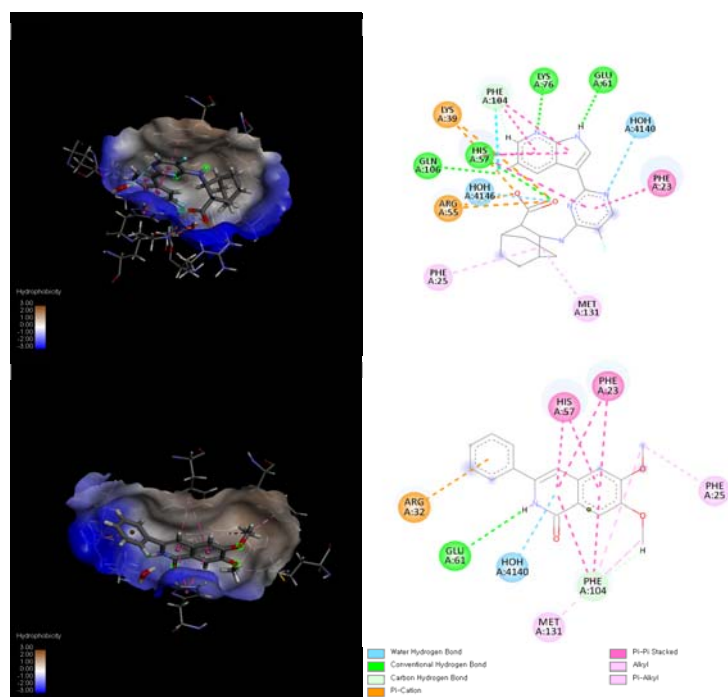 Hydrophobicity
3.00
2.00
1.00
0.00
-1.00
-2.00
-3.00
LYS
A:76
GLU
A:61
PHE
A:104
LYS
A:39
HOH
A:4140
HIS
A:57
GLN
A:106
HOH
A:4146
PHE
A:23
ARG
A:55
PHE
A:25
MET
A:131
H
H
N
O
Hydrophobicity
3.00
2.00
1.00
0.00
-1.00
-2.00
-3.00
PHE
A:23
HIS
A:57
PHE
A:25
ARG
A:32
GLU
A:61
HOH
A:4140
PHE
A:104
MET
A:131
H
O
O
O
H
Water Hydrogen Bond
Conventional Hydrogen Bond
Carbon Hydrogen Bond
Pi-Cation
Pi-Pi Stacked
Alkyl
Pi-Alkyl